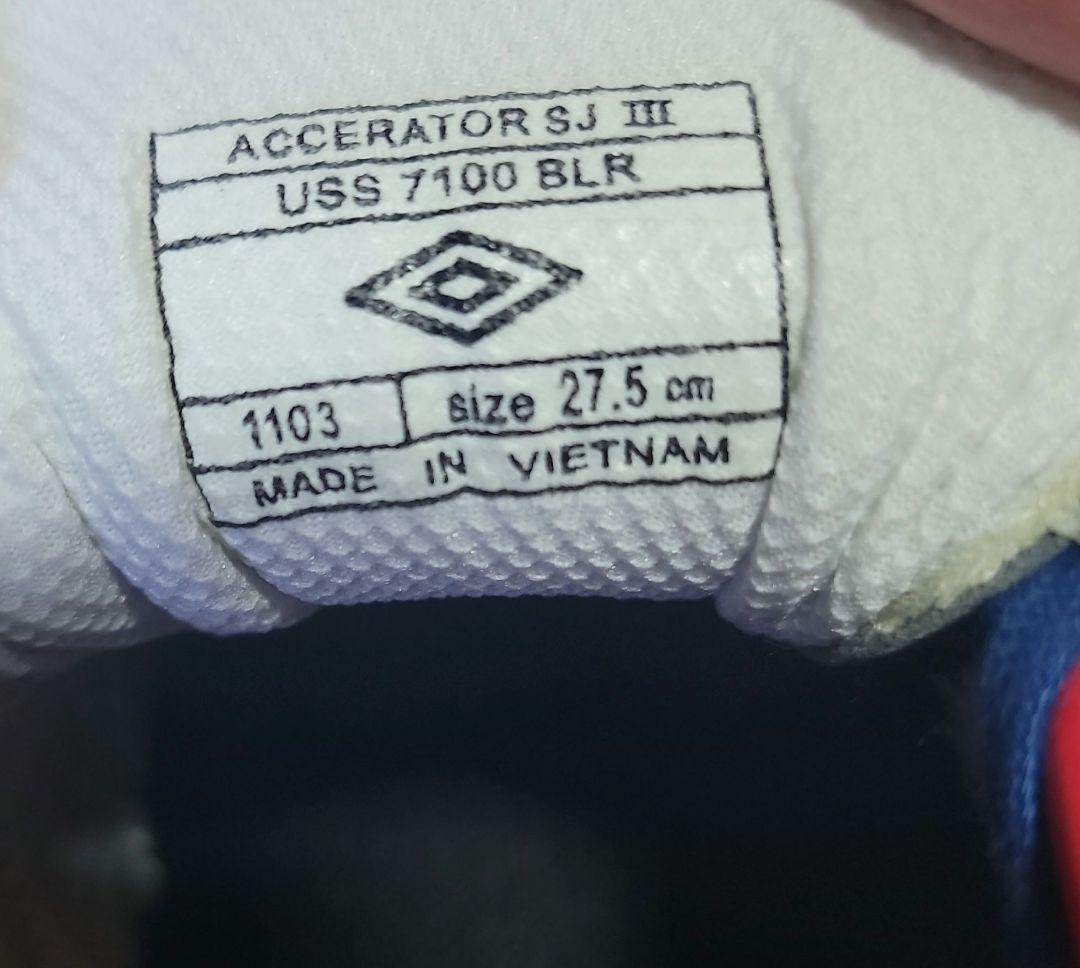 ACCERATOR SJ III
USS 7100 BLR
1103 size 27.5 cm
MADE IN VIETNAM